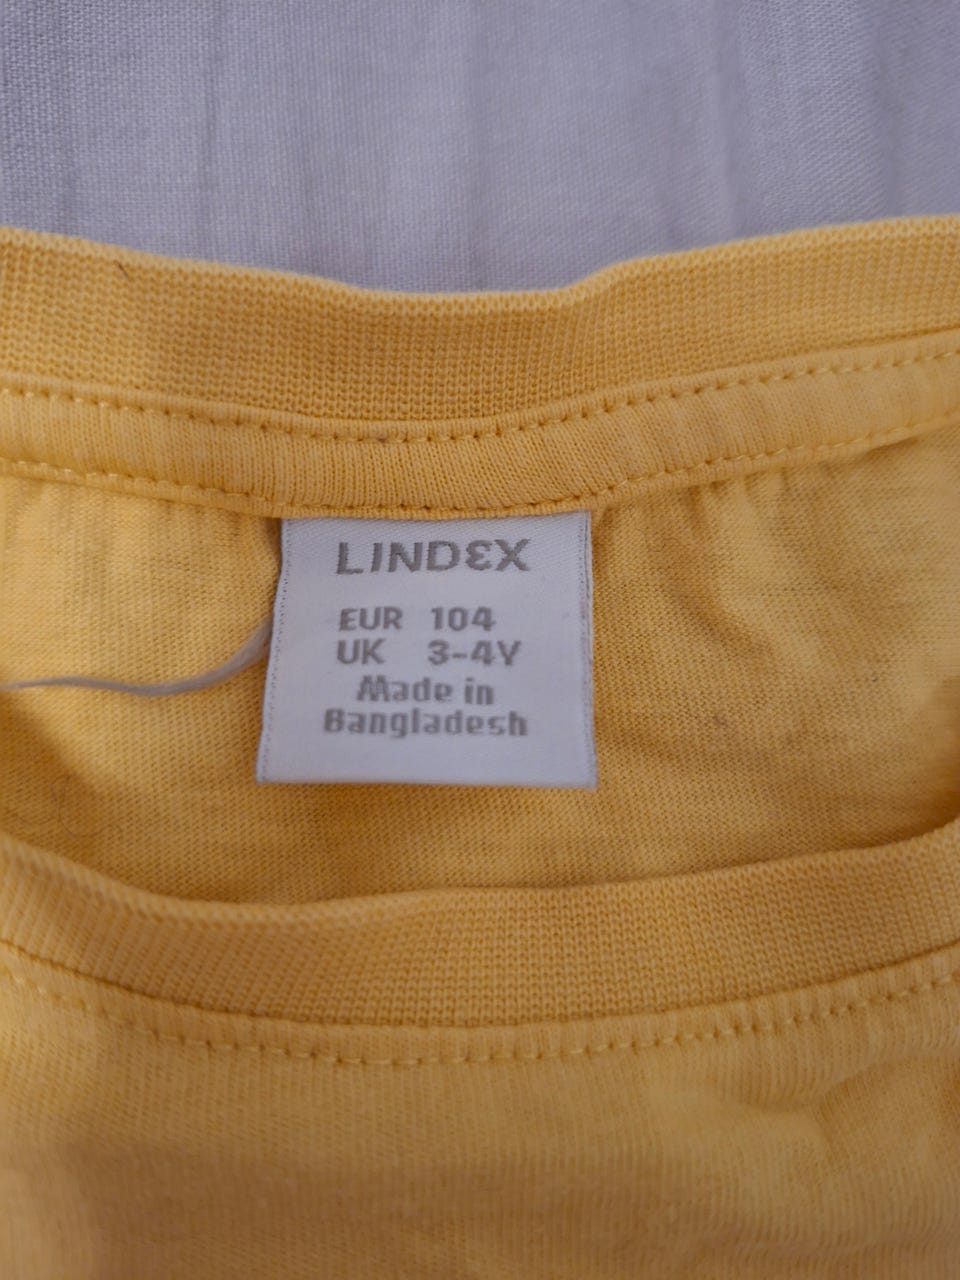 LINDEX
EUR 104
UK 3-4Y
Made in
Bangladesh